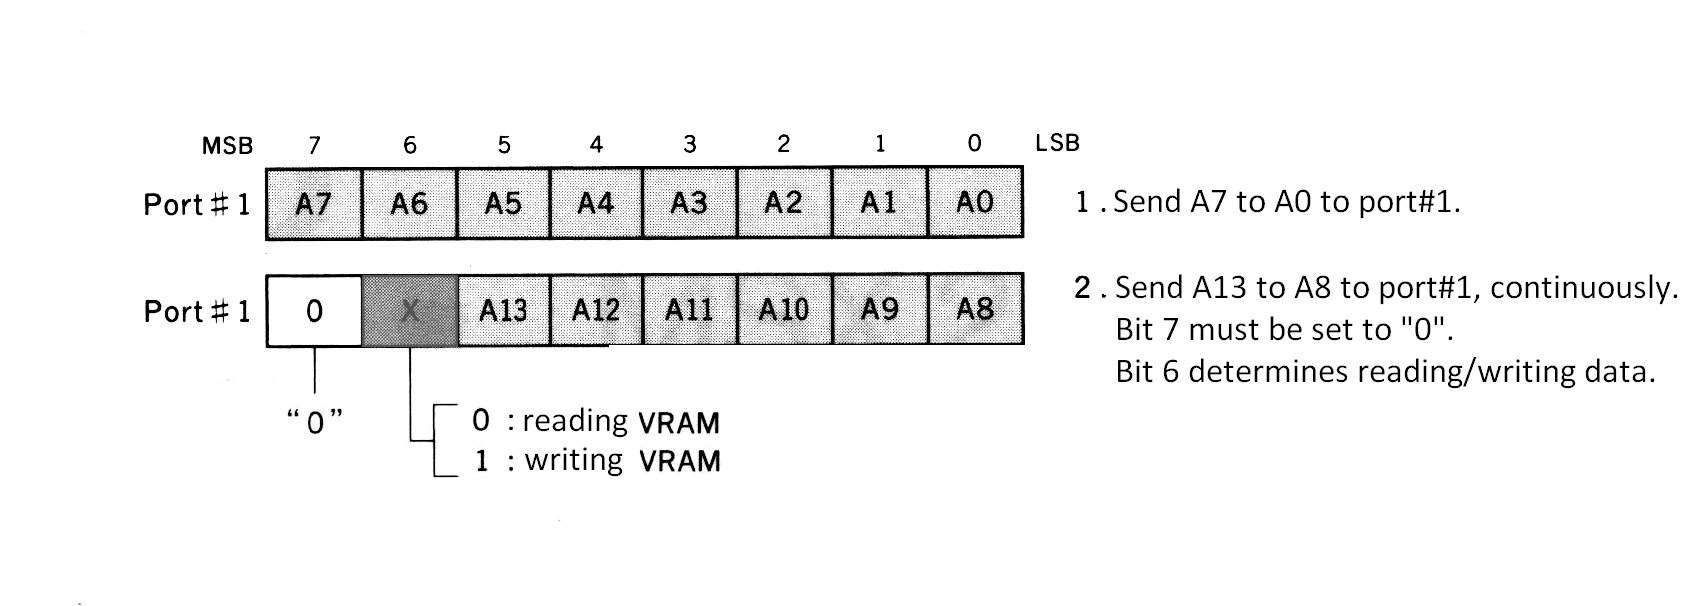 MSB 7 6 5 4 3 2 1 0 LSB
Port#1 A7 A6 A5 A4 A3 A2 A1 A0 1. Send A7 to A0 to port#1.
Port#1 0 X A13 A12 A11 A10 A9 A8 2. Send A13 to A8 to port#1, continuously.
Bit 7 must be set to "0".
Bit 6 determines reading/writing data.
“0”
0 : reading VRAM
1 : writing VRAM